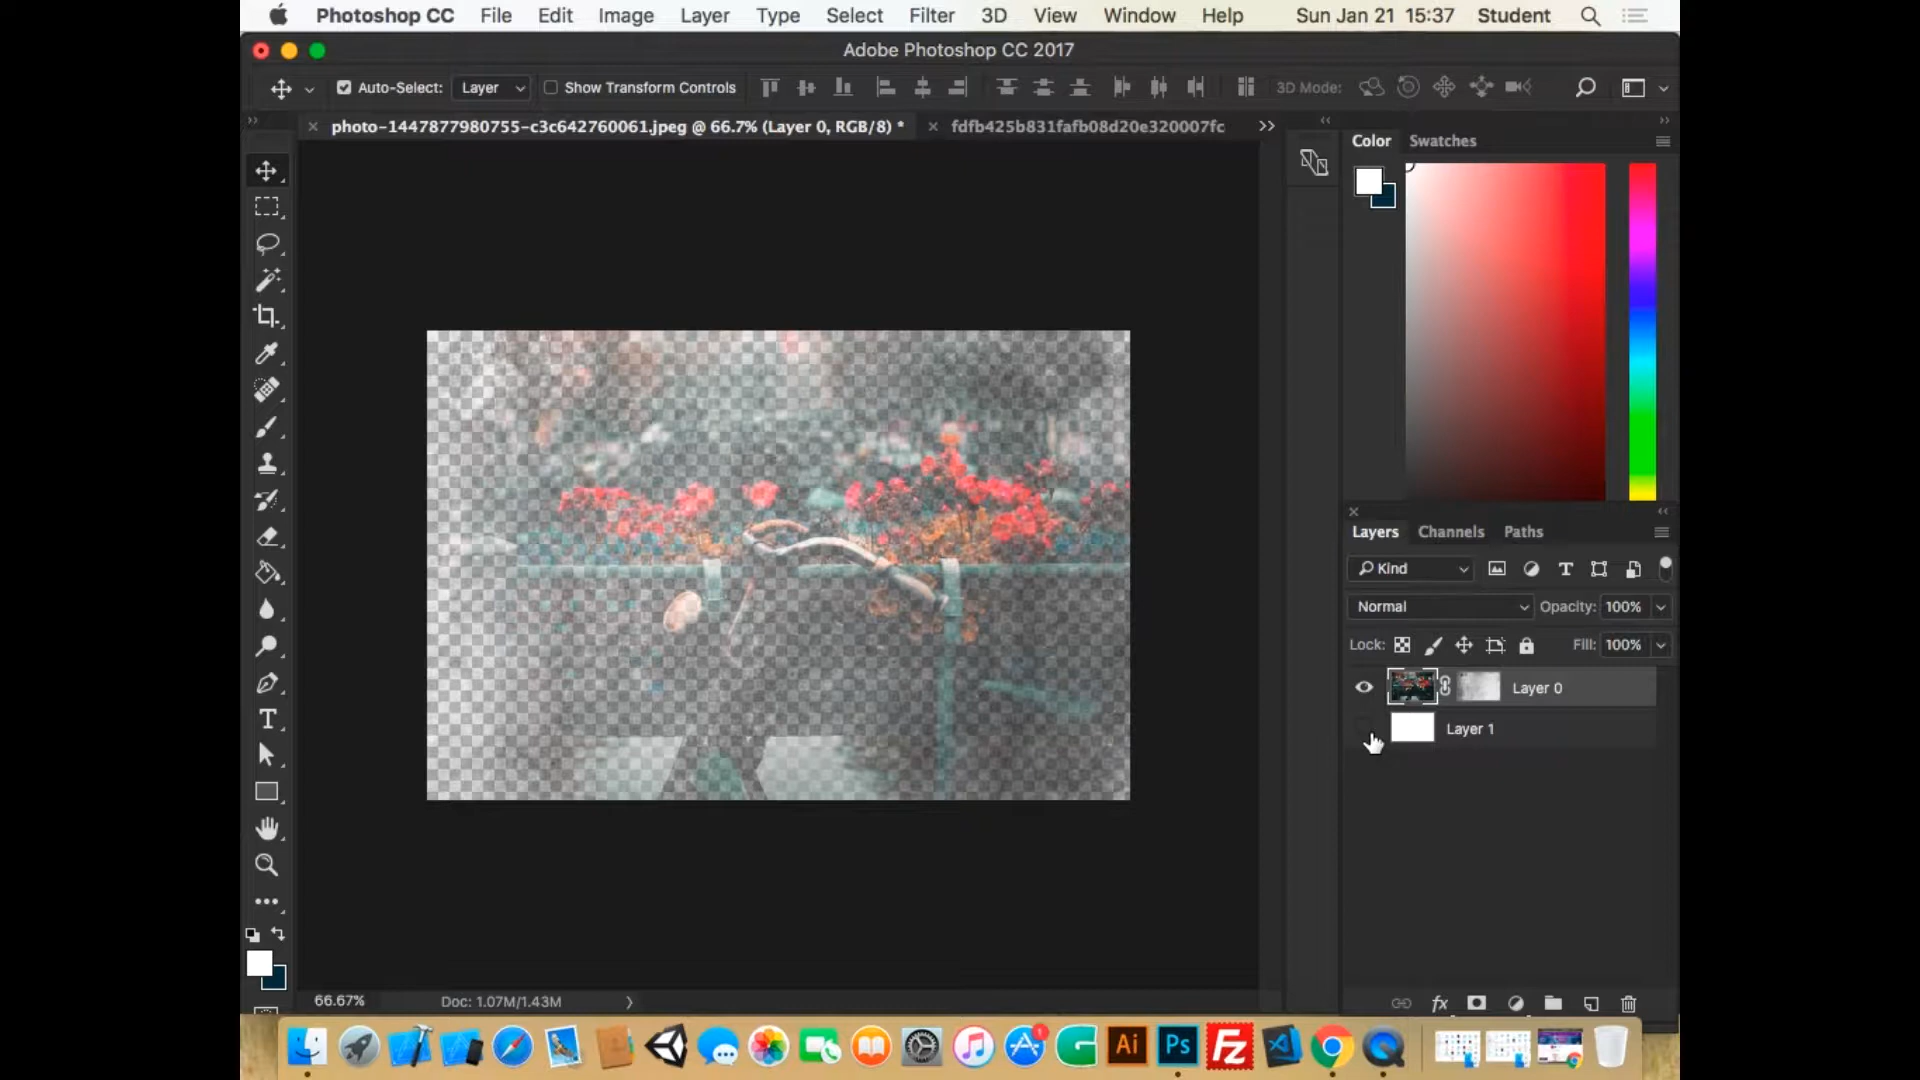 Photoshop CC File Edit Image Layer Type Select Filter 3D View Window Help Sun Jan 21 15:37 Student
Adobe Photoshop CC 2017
Auto-Select: Layer Show Transform Controls 3D Mode:
photo-1447877980755-c3c642760061.jpeg @ 66.7% (Layer 0, RGB/8) * fdfb425b831fafb08d20e320007fc
Color Swatches
Layers Channels Paths
Kind
Normal Opacity: 100%
Lock: Fill: 100%
Layer 0
Layer 1
fx
66.67% Doc: 1.07M/1.43M
1
Ai Ps Fz